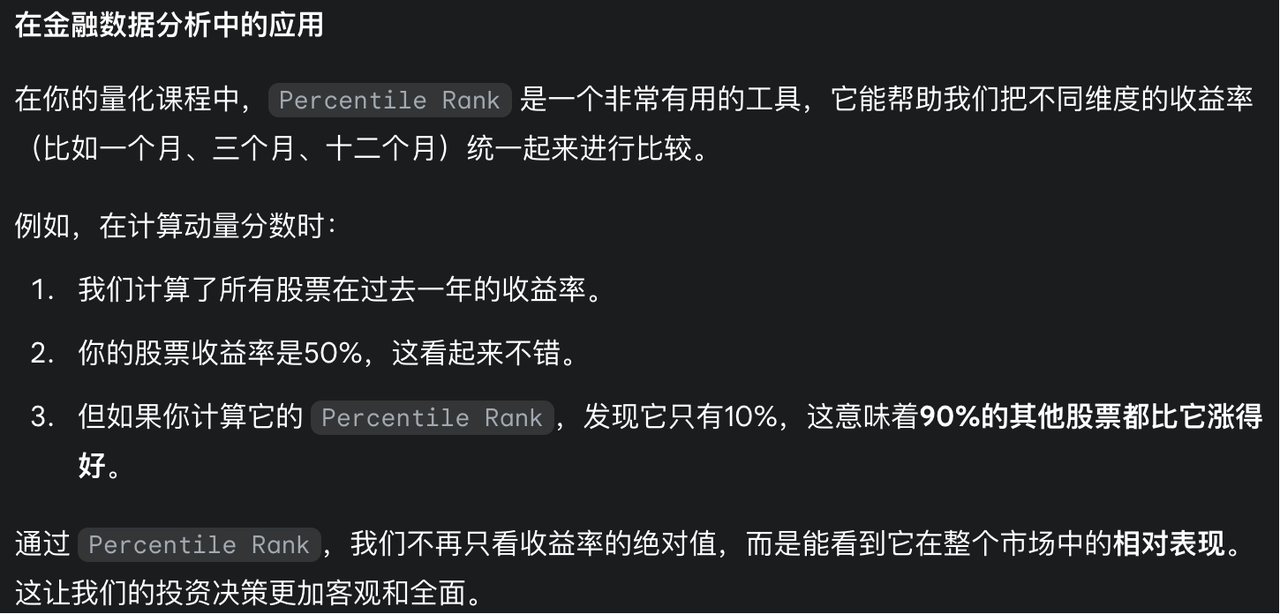 在金融数据分析中的应用
在你的量化课程中，Percentile Rank 是一个非常有用的工具，它能帮助我们把不同维度的收益率
（比如一个月、三个月、十二个月）统一起来进行比较。
例如，在计算动量分数时：
1. 我们计算了所有股票在过去一年的收益率。
2. 你的股票收益率是50%，这看起来不错。
3. 但如果你计算它的 Percentile Rank，发现它只有10%，这意味着90%的其他股票都比它涨得
好。
通过 Percentile Rank，我们不再只看收益率的绝对值，而是能看到它在整个市场中的相对表现。
这让我们的投资决策更加客观和全面。